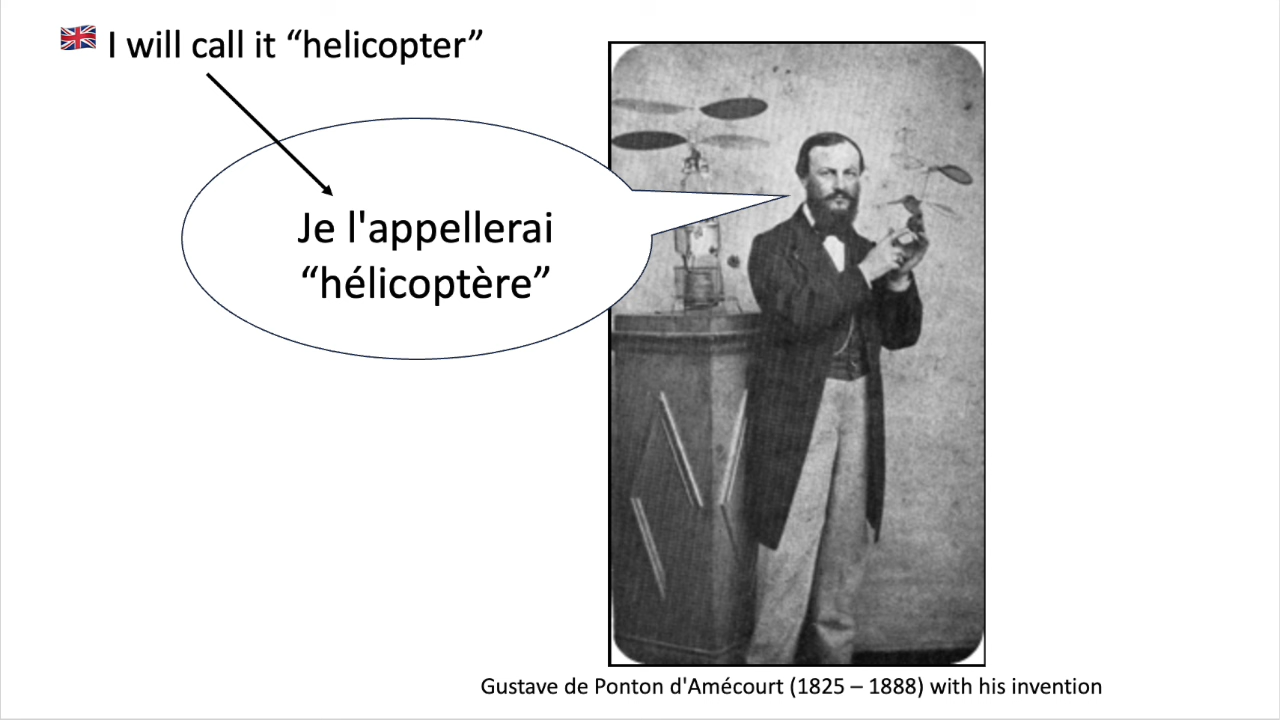 I will call it “helicopter”
Je l'appellerai
“hélicoptère”
Gustave de Ponton d'Amécourt (1825 – 1888) with his invention